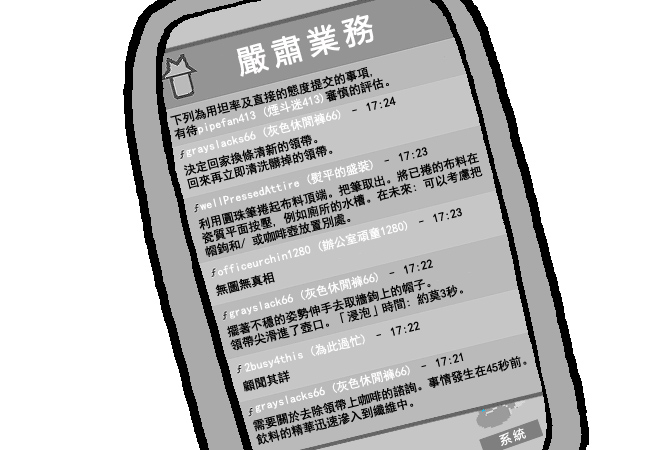 嚴肅業務
下列為用坦率及直接的態度提交的事項,
有待pipefan413 (煙斗迷413)審慎的評估。
ƒgrayslacks66 (灰色休閒褲66) - 17:24
決定回家換條清新的領帶。
回來再立即清洗髒掉的領帶。
ƒwellPressedAttire (熨平的盛裝) - 17:23
利用圓珠筆捲起布料頂端。把筆取出。將已捲的布料在
瓷質平面按壓, 例如廁所的水槽。在未來: 可以考慮把
帽鉤和/ 或咖啡壺放置別處。
ƒofficeurchin1280 (辦公室頑童1280) - 17:23
無圖無真相
ƒgrayslack66 (灰色休閒褲66) - 17:22
擺著不穩的姿勢伸手去取牆鉤上的帽子。
領帶尖滑進了壺口。「浸泡」時間: 約莫3秒。
ƒ2busy4this (為此過忙) - 17:22
願聞其詳
ƒgrayslacks66 (灰色休閒褲66) - 17:21
需要關於去除領帶上咖啡的諮詢。事情發生在45秒前。
飲料的精華迅速滲入到纖維中。
系統